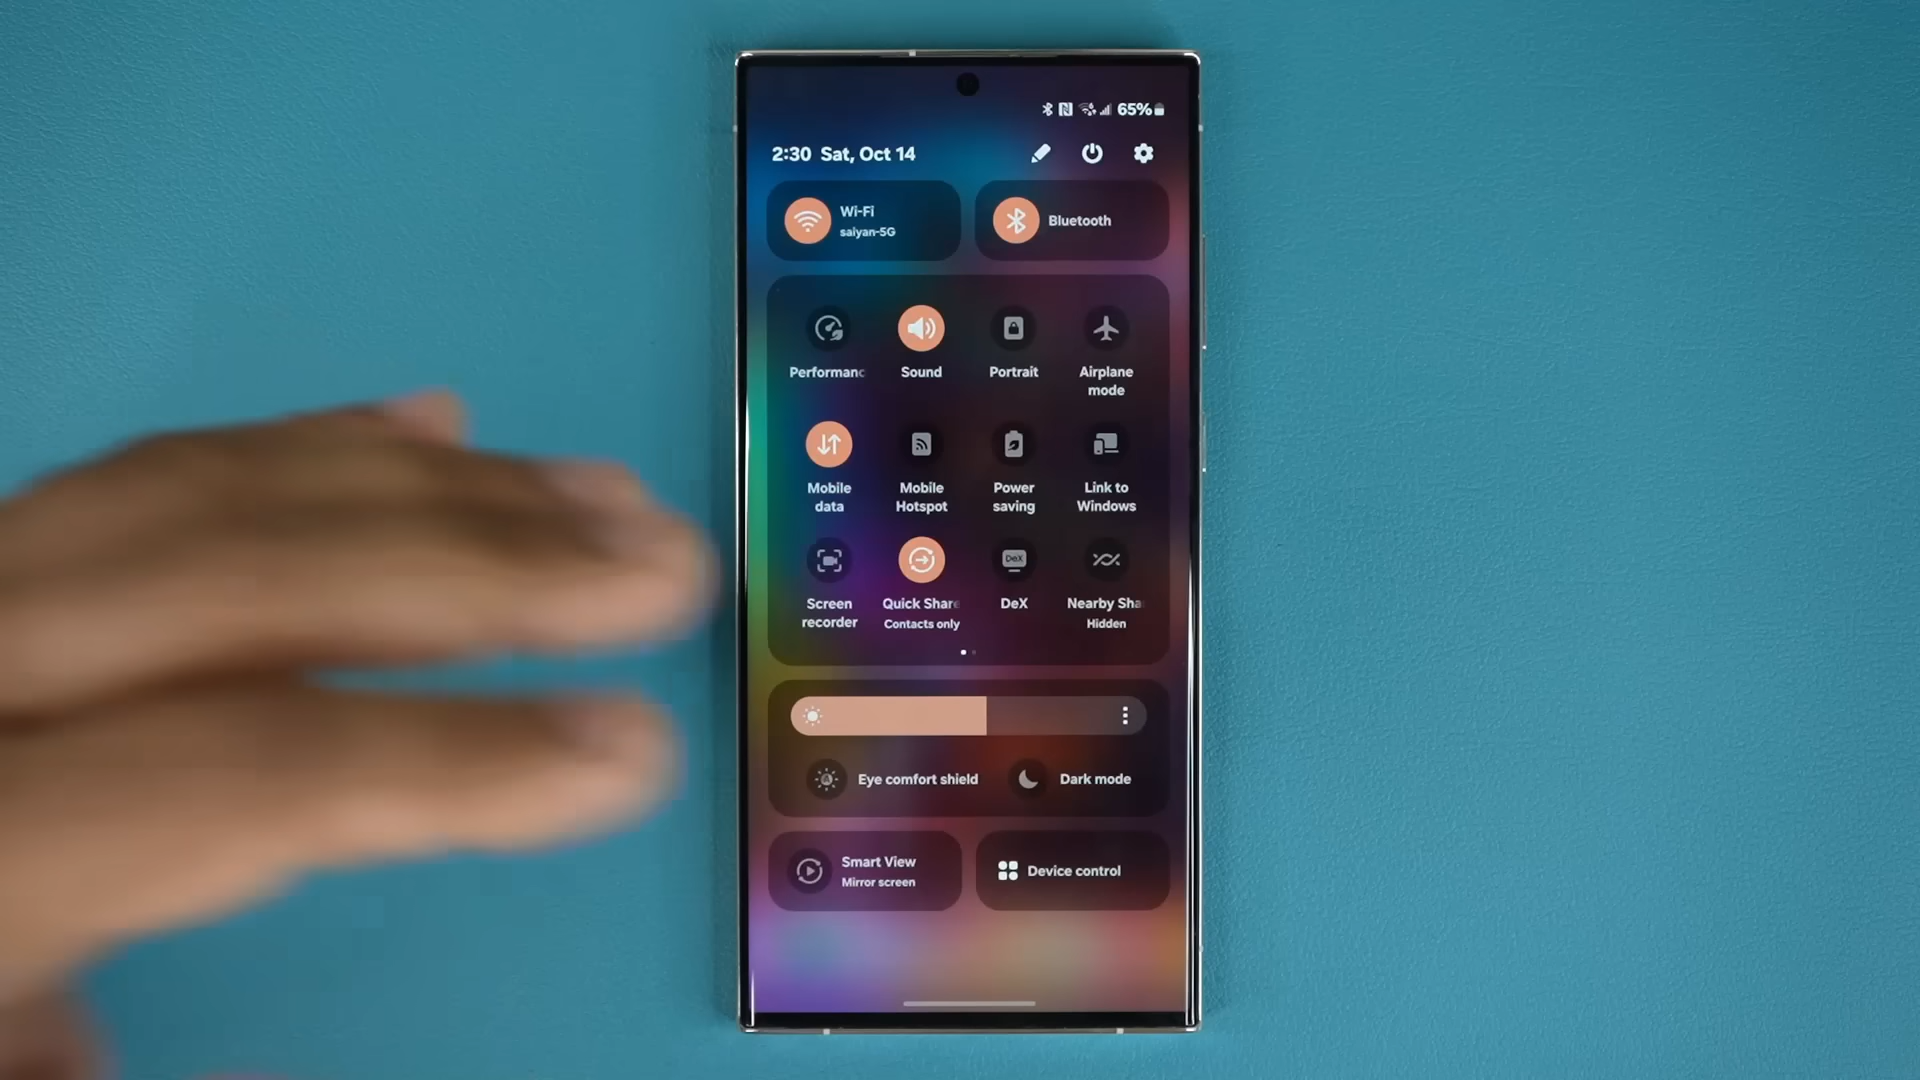 65%
2:30 Sat, Oct 14
Wi-Fi
saiyan-5G
Bluetooth
Performanc
Sound
Portrait
Airplane
mode
Mobile
data
Mobile
Hotspot
Power
saving
Link to
Windows
Screen
recorder
Quick Share
Contacts only
DeX
DeX
Nearby Sha
Hidden
Eye comfort shield
Dark mode
Smart View
Mirror screen
Device control